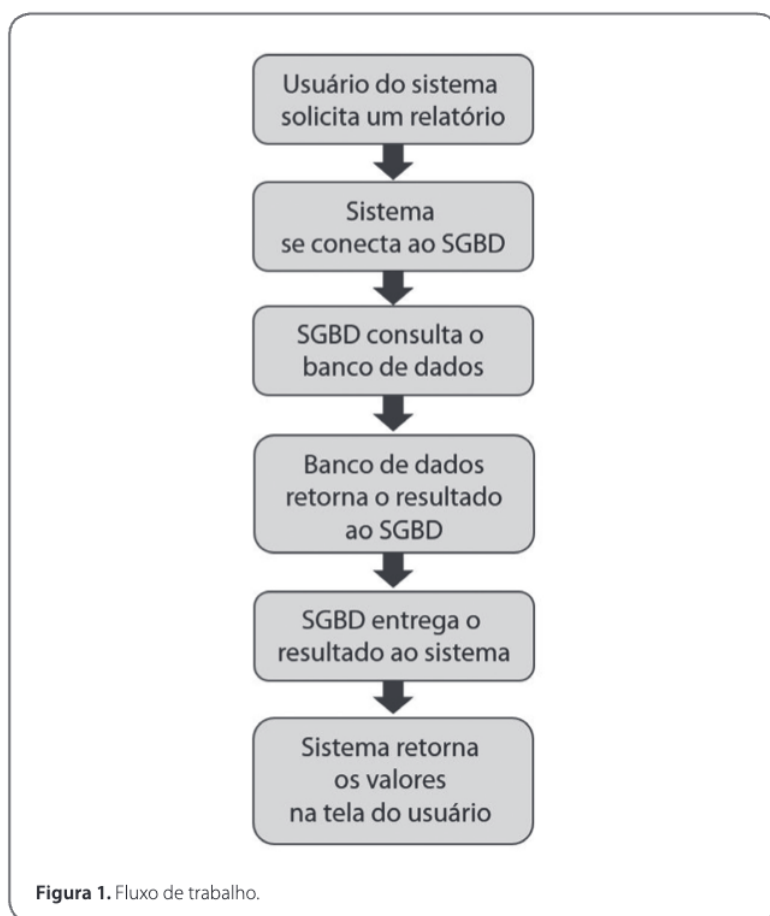 Usuário do sistema
solicita um relatório
Sistema
se conecta ao SGBD
SGBD consulta o
banco de dados
Banco de dados
retorna o resultado
ao SGBD
SGBD entrega o
resultado ao sistema
Sistema retorna
os valores
na tela do usuário
Figura 1. Fluxo de trabalho.